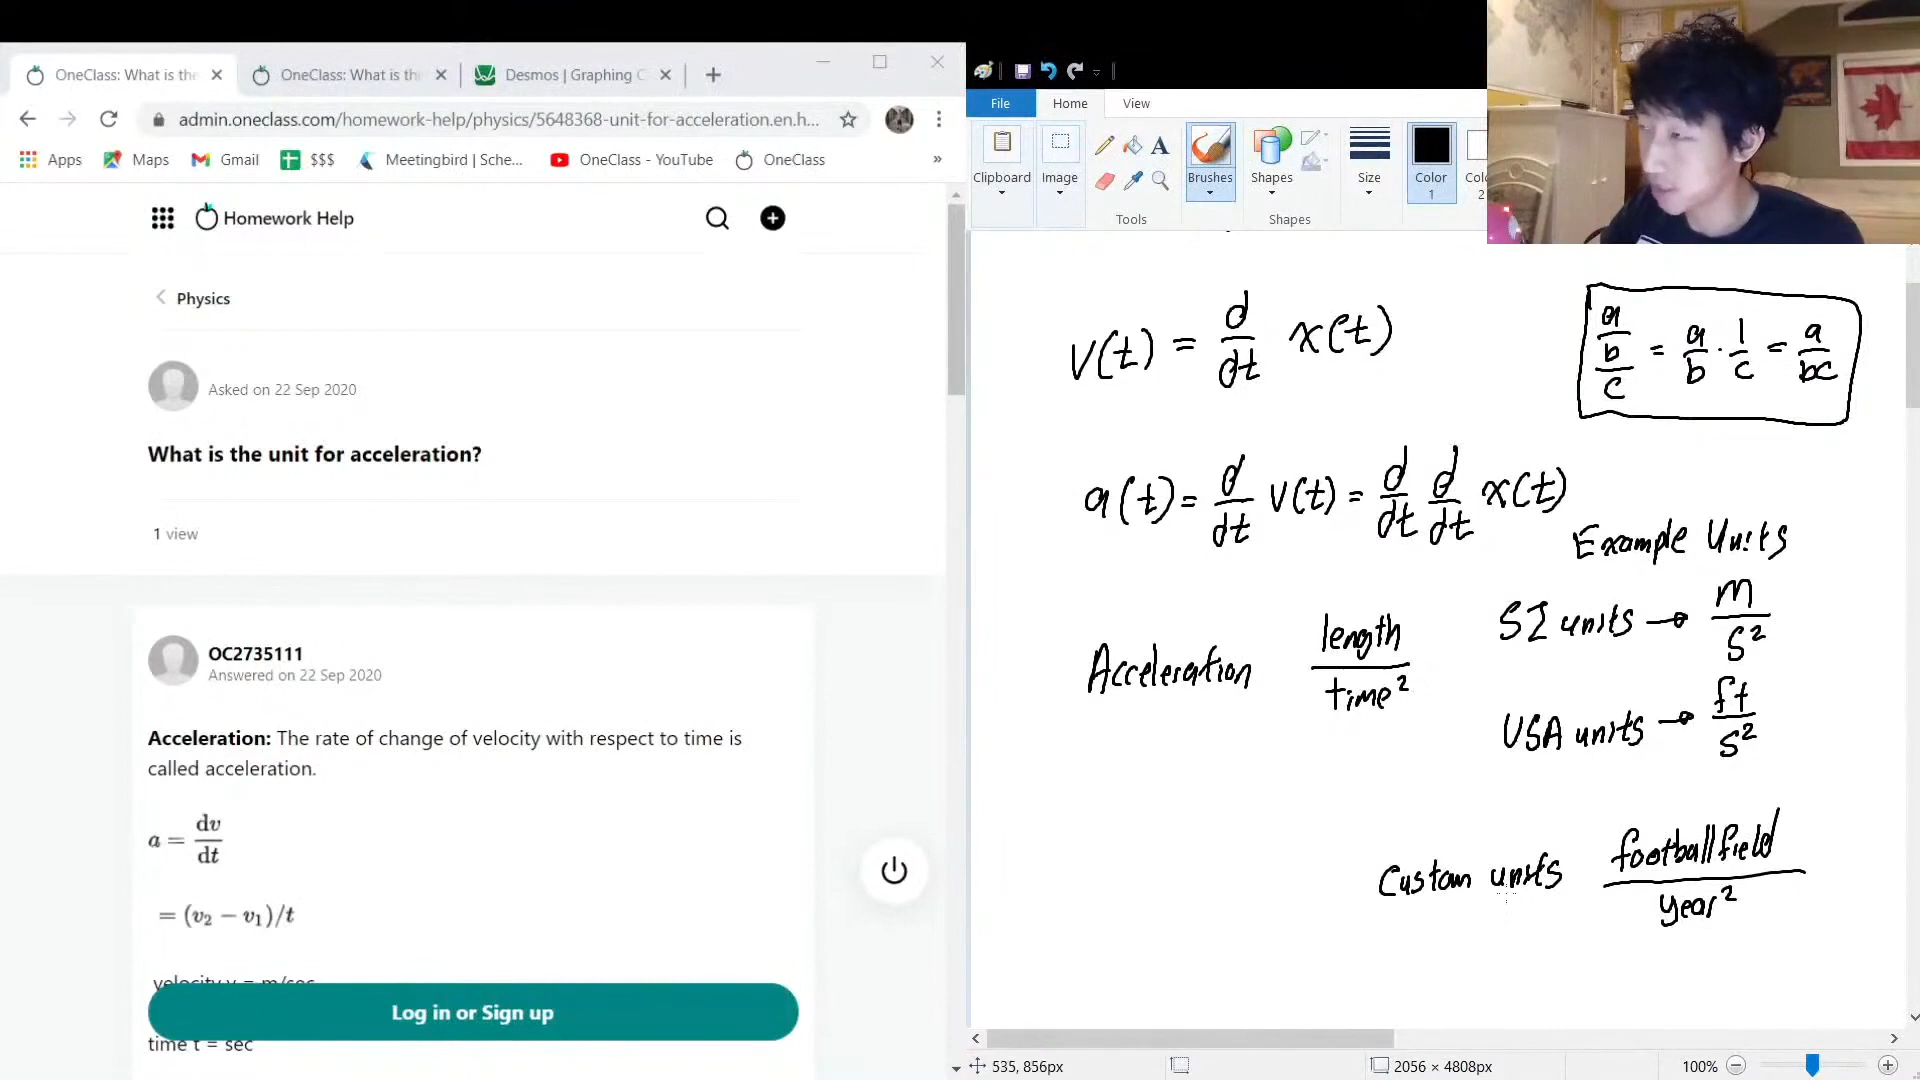 OneClass: What is the
OneClass: What is th
Desmos | Graphing C
admin.oneclass.com/homework-help/physics/5648368-unit-for-acceleration.en.h...
Apps
Maps
Gmail
$$$
Meetingbird | Sche...
OneClass - YouTube
OneClass
»
Homework Help
Physics
Asked on 22 Sep 2020
What is the unit for acceleration?
1 view
OC2735111
Answered on 22 Sep 2020
Acceleration: The rate of change of velocity with respect to time is
called acceleration.
a = dv/dt
= (v₂ − v₁)/t
velocity v = m/sec
Log in or Sign up
time t = sec
File
Home
View
Clipboard
Image
Tools
Brushes
Shapes
Shapes
Size
Color
1
Co
2
V(t) = d/dt x(t)
a/b/c = a/b · 1/c = a/bc
a(t) = d/dt V(t) = d/dt d/dt x(t)
Example Units
Acceleration length/time²
SI units → m/s²
USA units → ft/s²
Custom units football field/year²
535, 856px
2056 × 4808px
100%